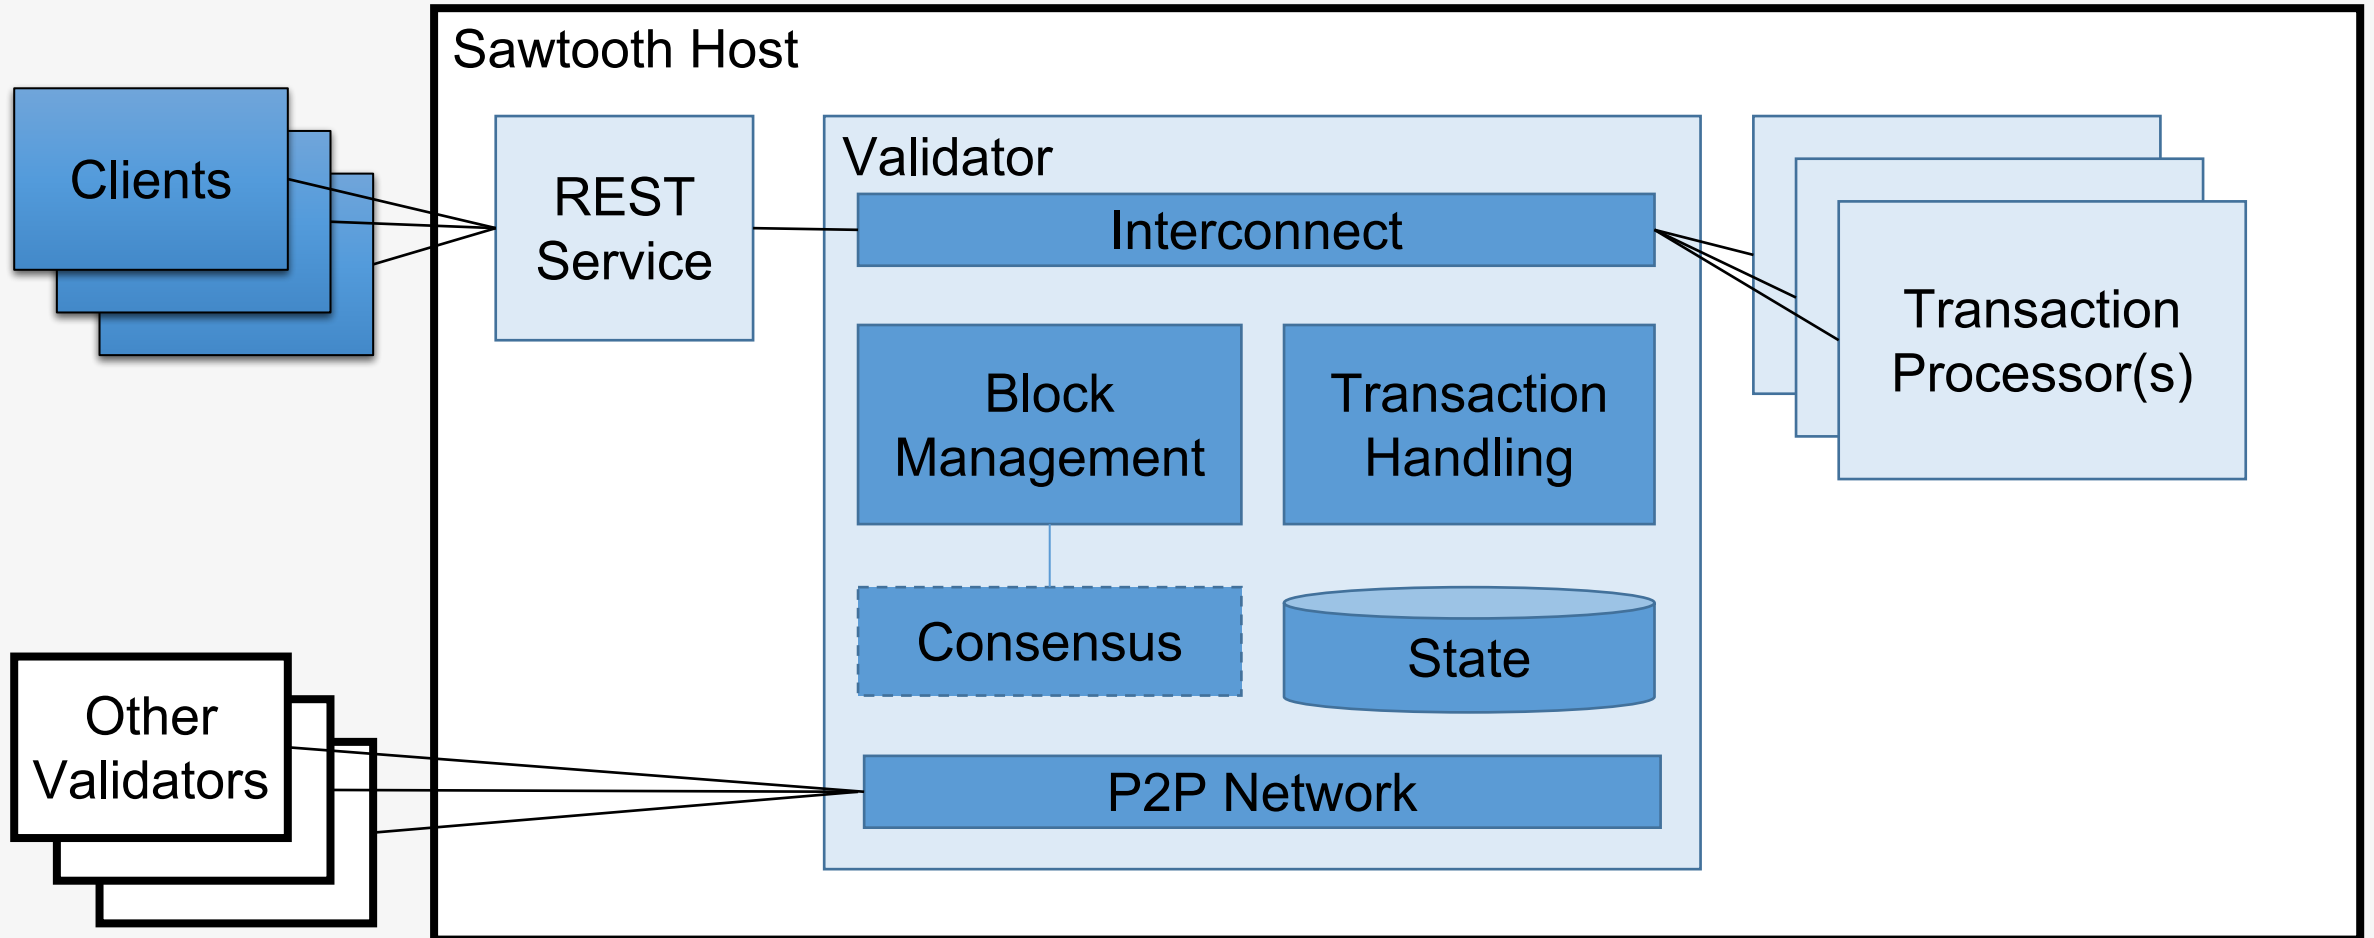 Sawtooth Host
Clients
REST
Service
Validator
Interconnect
Block
Management
Transaction
Handling
Transaction
Processor(s)
Consensus
State
Other
Validators
P2P Network